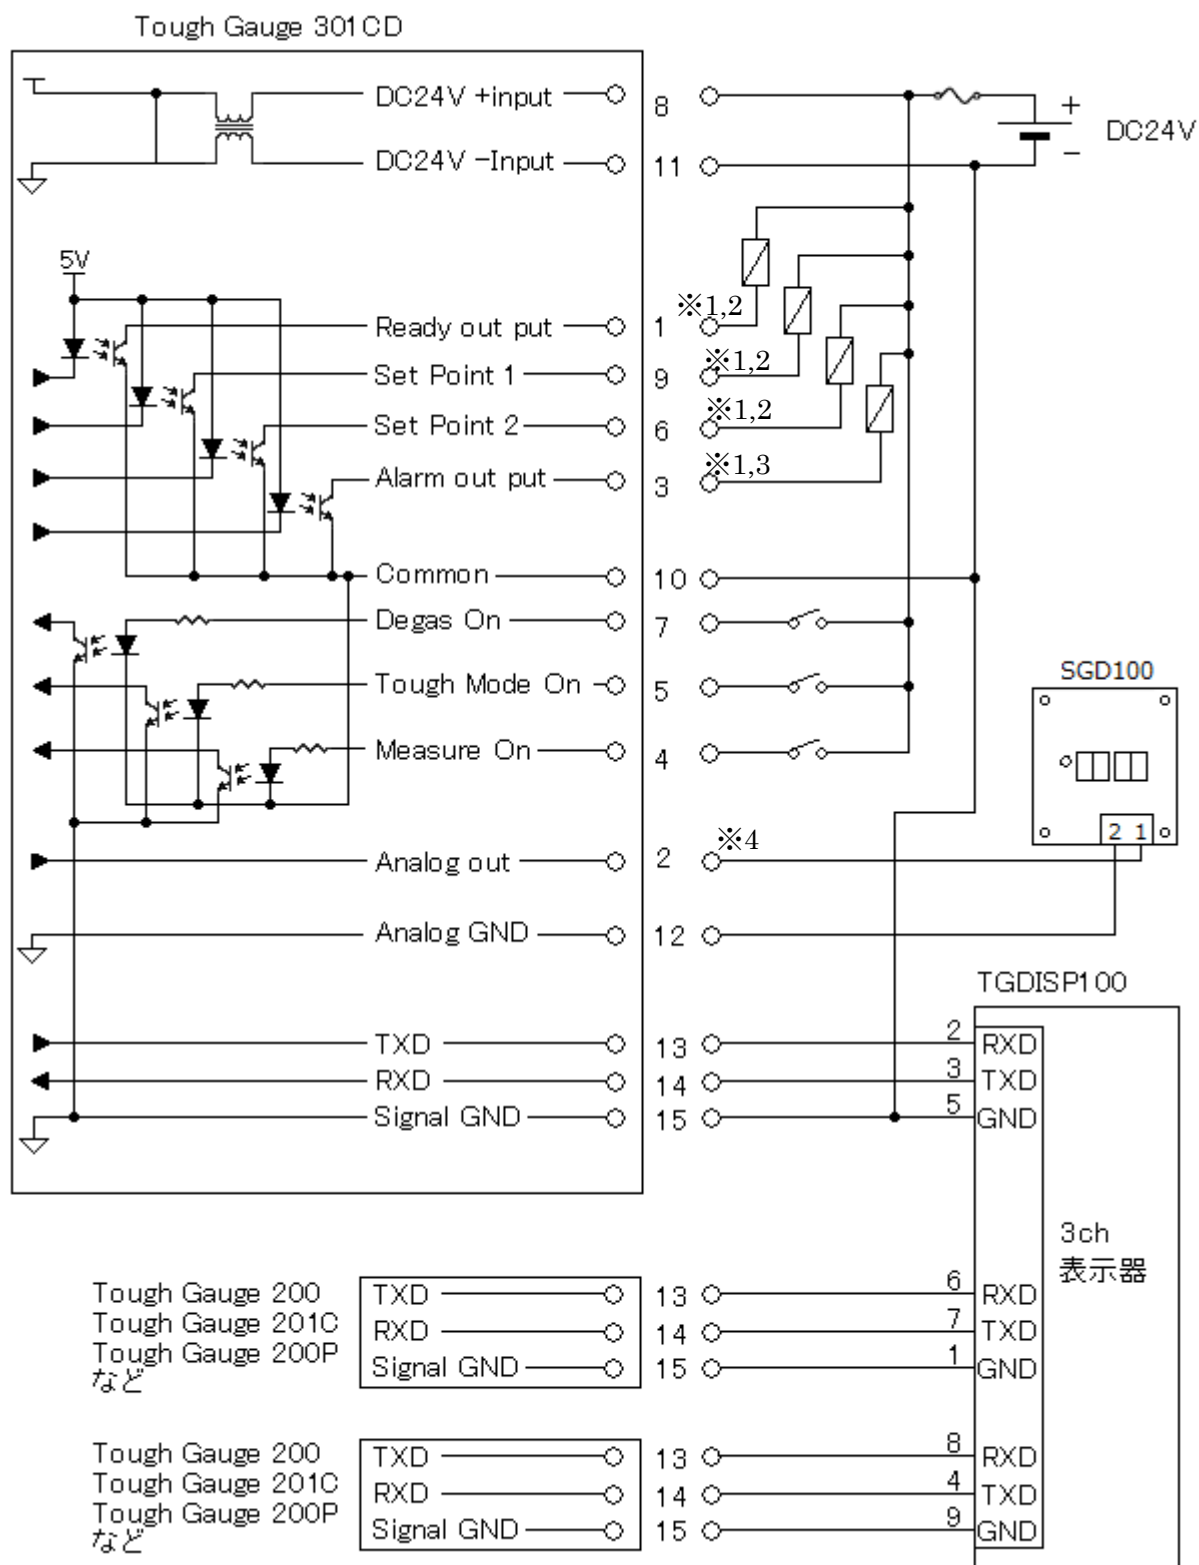 Tough Gauge 301CD
DC24V +input 8
+
DC24V
DC24V -Input 11
-
5V
Ready out put 1 ※1,2
Set Point 1 9 ※1,2
Set Point 2 6 ※1,2
Alarm out put 3 ※1,3
Common 10
Degas On 7
Tough Mode On 5
SGD100
Measure On 4
2 1
Analog out 2 ※4
Analog GND 12
TGDISP100
TXD 13 2 RXD
RXD 14 3 TXD
Signal GND 15 5 GND
3ch
表示器
Tough Gauge 200
Tough Gauge 201C
Tough Gauge 200P
など
TXD 13 6 RXD
RXD 14 7 TXD
Signal GND 15 1 GND
Tough Gauge 200
Tough Gauge 201C
Tough Gauge 200P
など
TXD 13 8 RXD
RXD 14 4 TXD
Signal GND 15 9 GND